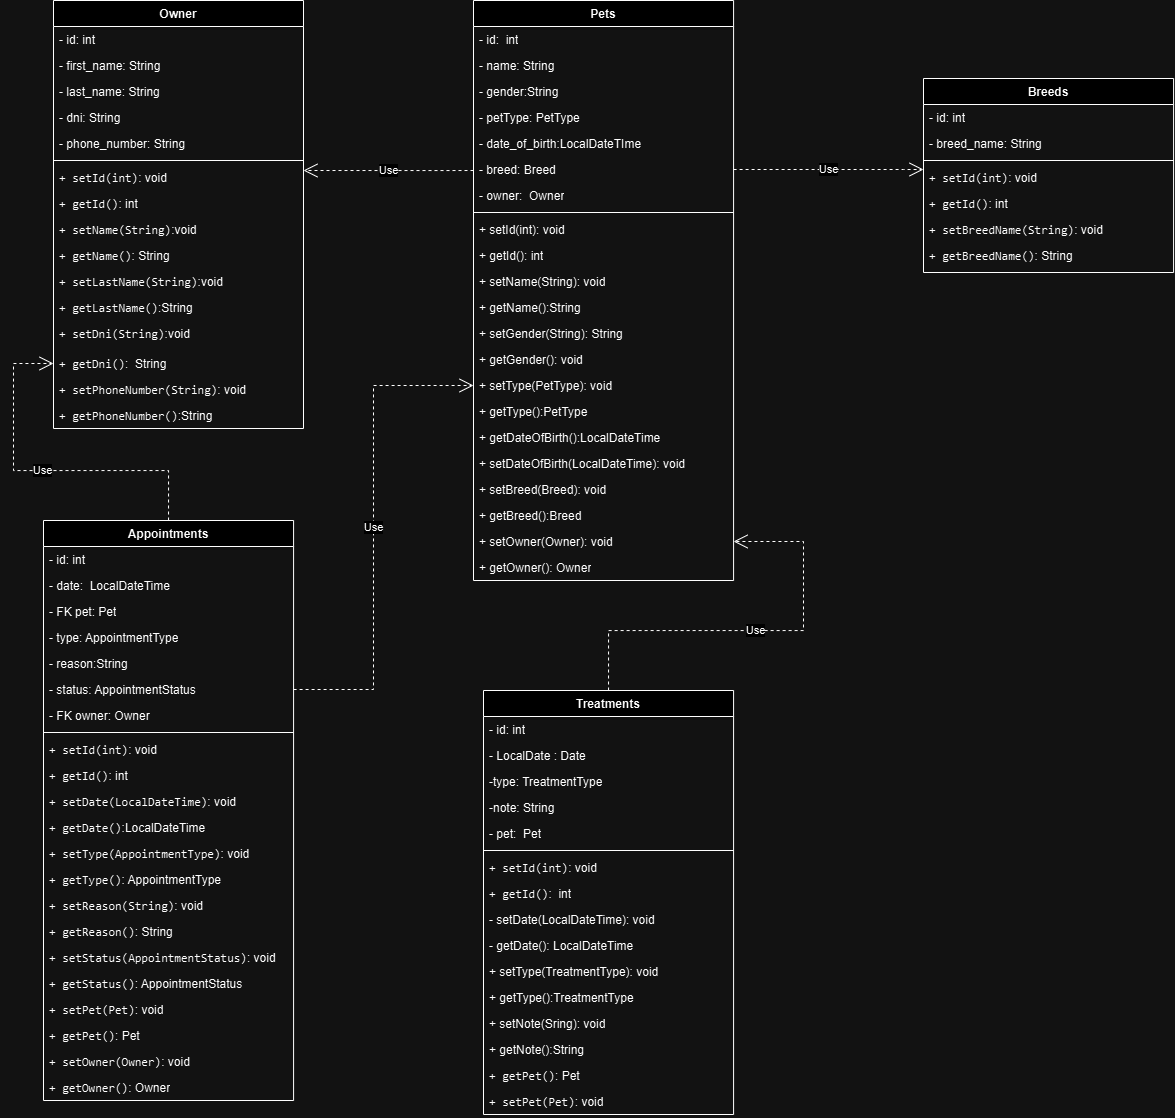 Owner
- id: int
- first_name: String
- last_name: String
- dni: String
- phone_number: String
+ setId(int): void
+ getId(): int
+ setName(String):void
+ getName(): String
+ setLastName(String):void
+ getLastName():String
+ setDni(String):void
+ getDni(): String
+ setPhoneNumber(String): void
+ getPhoneNumber():String
Use
Pets
- id: int
- name: String
- gender:String
- petType: PetType
- date_of_birth:LocalDateTIme
- breed: Breed
- owner: Owner
+ setId(int): void
+ getId(): int
+ setName(String): void
+ getName():String
+ setGender(String): String
+ getGender(): void
+ setType(PetType): void
+ getType():PetType
+ getDateOfBirth():LocalDateTime
+ setDateOfBirth(LocalDateTime): void
+ setBreed(Breed): void
+ getBreed():Breed
+ setOwner(Owner): void
+ getOwner(): Owner
Use
Breeds
- id: int
- breed_name: String
+ setId(int): void
+ getId(): int
+ setBreedName(String): void
+ getBreedName(): String
Use
Appointments
- id: int
- date: LocalDateTime
- FK pet: Pet
- type: AppointmentType
- reason:String
- status: AppointmentStatus
- FK owner: Owner
+ setId(int): void
+ getId(): int
+ setDate(LocalDateTime): void
+ getDate():LocalDateTime
+ setType(AppointmentType): void
+ getType(): AppointmentType
+ setReason(String): void
+ getReason(): String
+ setStatus(AppointmentStatus): void
+ getStatus(): AppointmentStatus
+ setPet(Pet): void
+ getPet(): Pet
+ setOwner(Owner): void
+ getOwner(): Owner
Use
Use
Treatments
- id: int
- LocalDate : Date
-type: TreatmentType
-note: String
- pet: Pet
+ setId(int): void
+ getId(): int
- setDate(LocalDateTime): void
- getDate(): LocalDateTime
+ setType(TreatmentType): void
+ getType():TreatmentType
+ setNote(Sring): void
+ getNote():String
+ getPet(): Pet
+ setPet(Pet): void